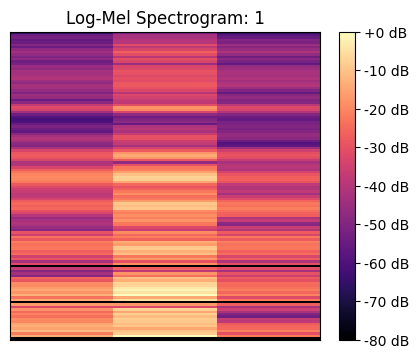 Log-Mel Spectrogram: 1
+0 dB
-10 dB
-20 dB
-30 dB
-40 dB
-50 dB
-60 dB
-70 dB
-80 dB